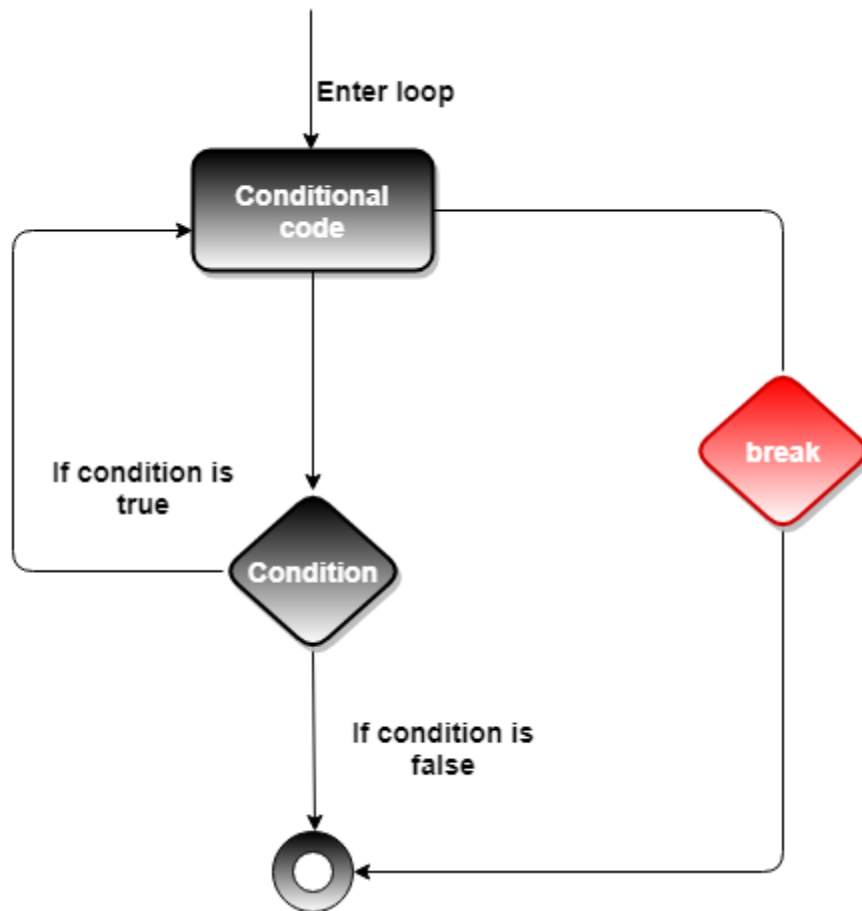 Enter loop
Conditional
code
break
If condition is
true
Condition
If condition is
false